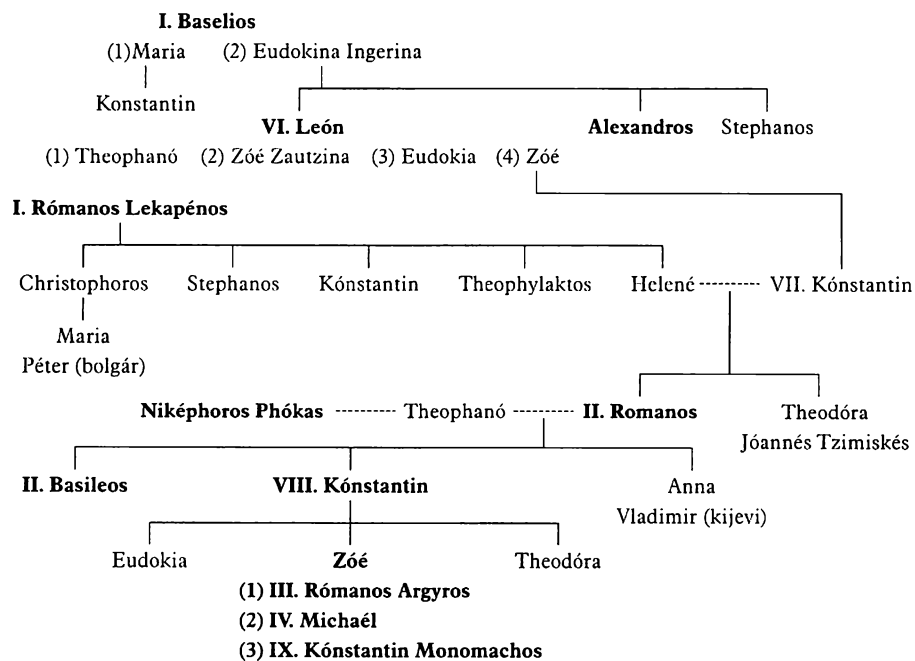 I. Baselios
(1)Maria (2) Eudokina Ingerina
Konstantin
VI. León Alexandros Stephanos
(1) Theophanó (2) Zóé Zautzina (3) Eudokia (4) Zóé
I. Rómanos Lekapénos
Christophoros Stephanos Kónstantin Theophylaktos Helené VII. Kónstantin
Maria
Péter (bolgár)
Niképhoros Phókas Theophanó II. Romanos Theodóra
Jóannés Tzimiskés
II. Basileos VIII. Kónstantin Anna
Vladimir (kijevi)
Eudokia Zóé Theodóra
(1) III. Rómanos Argyros
(2) IV. Michaél
(3) IX. Kónstantin Monomachos